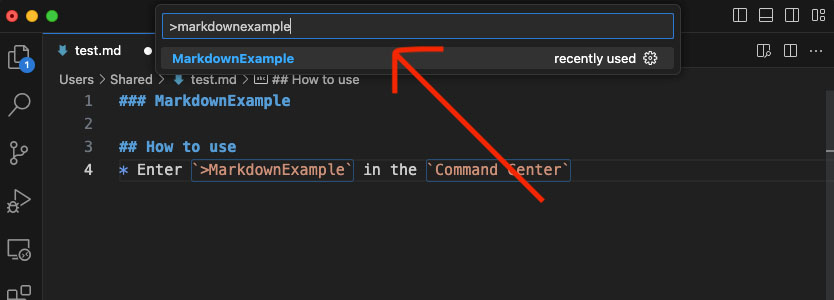 >markdownexample
MarkdownExample recently used
test.md
Users > Shared > test.md > ## How to use
1 ### MarkdownExample
2
3 ## How to use
4 * Enter `>MarkdownExample` in the `Command Center`
1